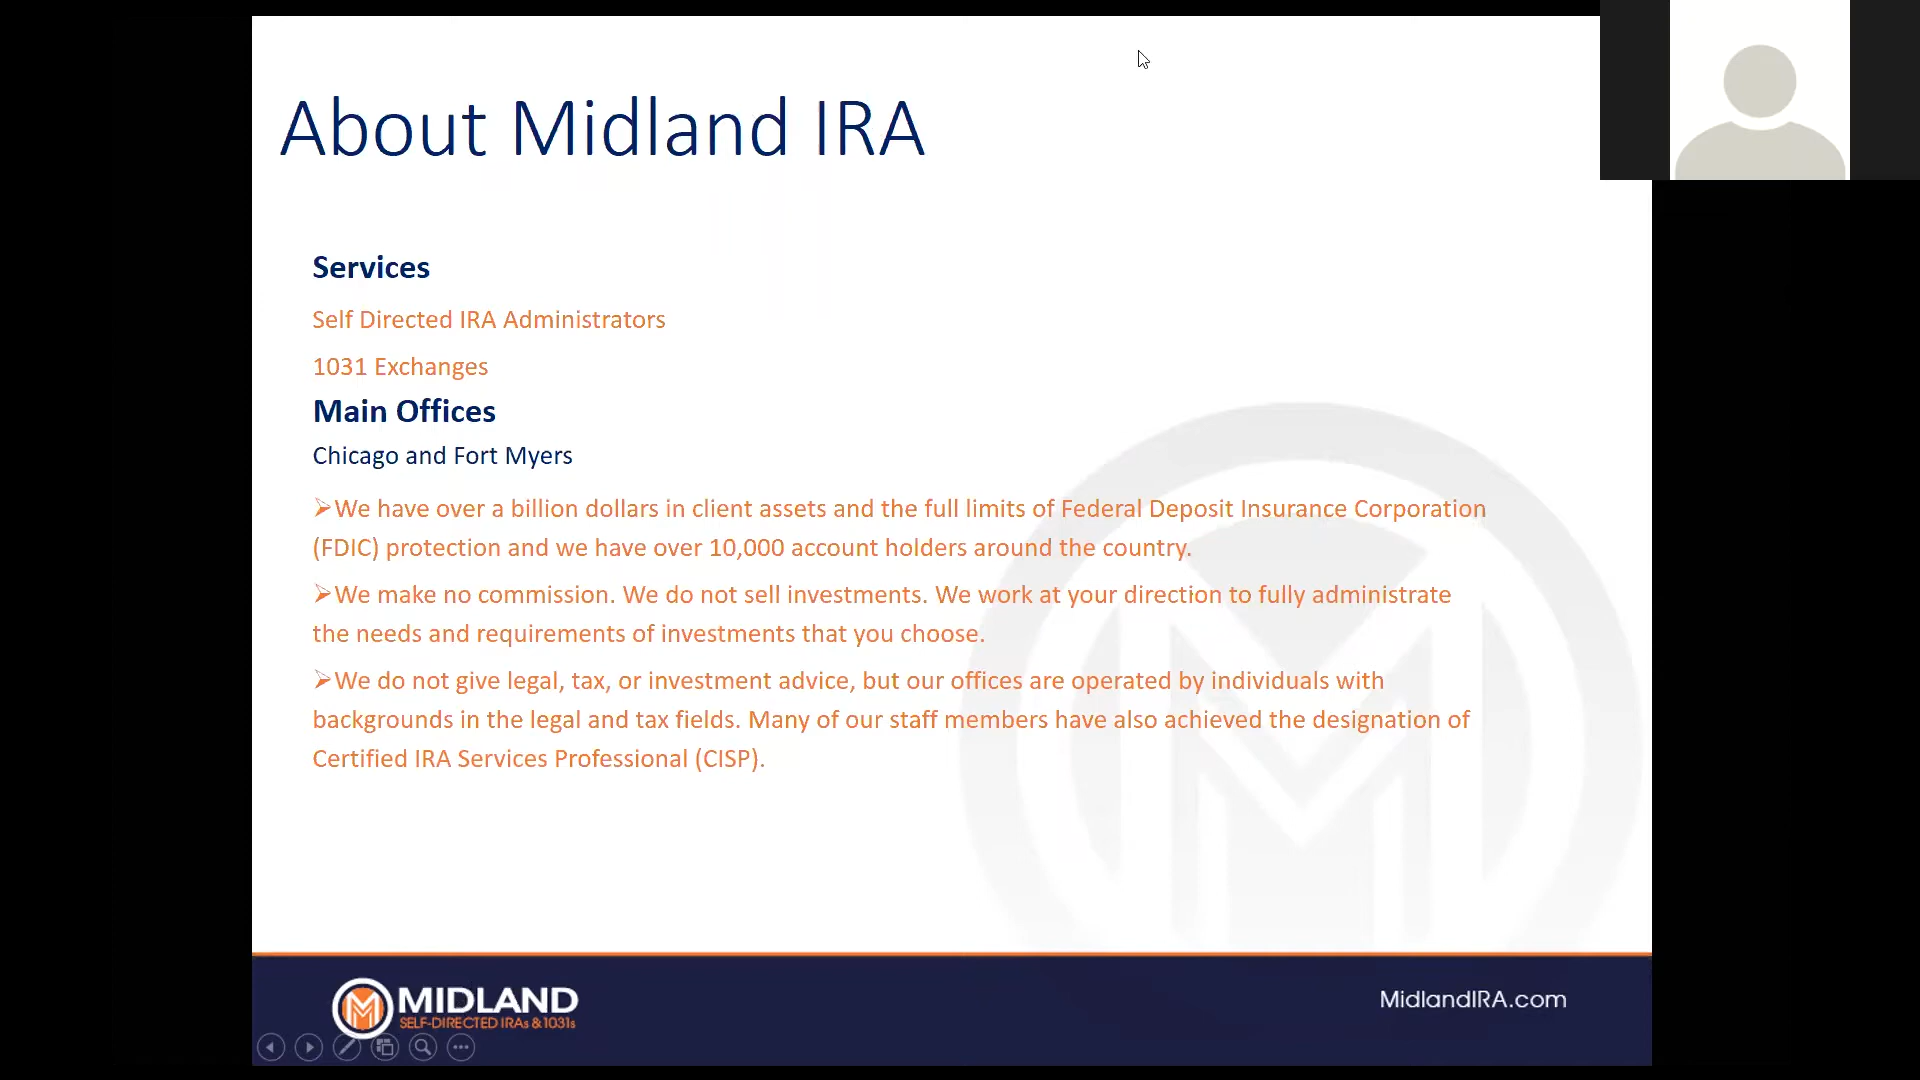 About Midland IRA
Services
Self Directed IRA Administrators
1031 Exchanges
Main Offices
Chicago and Fort Myers
➢We have over a billion dollars in client assets and the full limits of Federal Deposit Insurance Corporation
(FDIC) protection and we have over 10,000 account holders around the country.
➢We make no commission. We do not sell investments. We work at your direction to fully administrate
the needs and requirements of investments that you choose.
➢We do not give legal, tax, or investment advice, but our offices are operated by individuals with
backgrounds in the legal and tax fields. Many of our staff members have also achieved the designation of
Certified IRA Services Professional (CISP).
MIDLAND
SELF-DIRECTED IRAs & 1031s
MidlandIRA.com